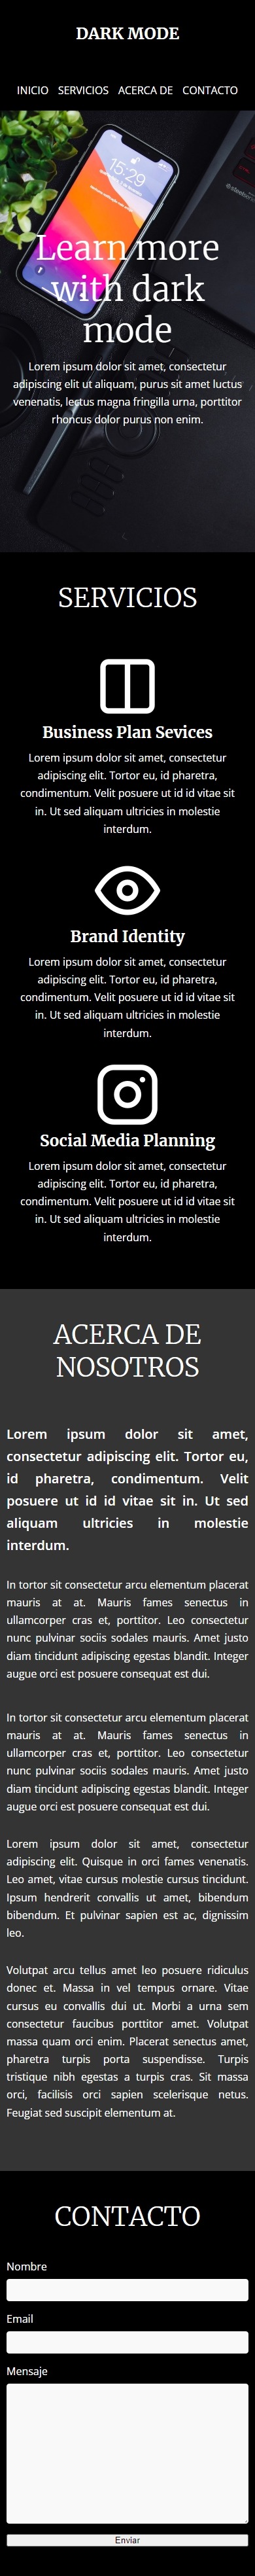 DARK MODE
INICIO SERVICIOS ACERCA DE CONTACTO
15:29
Learn more
with dark
mode
Lorem ipsum dolor sit amet, consectetur
adipiscing elit ut aliquam, purus sit amet luctus
venenatis, lectus magna fringilla urna, porttitor
rhoncus dolor purus non enim.
SERVICIOS
Business Plan Sevices
Lorem ipsum dolor sit amet, consectetur
adipiscing elit. Tortor eu, id pharetra,
condimentum. Velit posuere ut id id vitae sit
in. Ut sed aliquam ultricies in molestie
interdum.
Brand Identity
Lorem ipsum dolor sit amet, consectetur
adipiscing elit. Tortor eu, id pharetra,
condimentum. Velit posuere ut id id vitae sit
in. Ut sed aliquam ultricies in molestie
interdum.
Social Media Planning
Lorem ipsum dolor sit amet, consectetur
adipiscing elit. Tortor eu, id pharetra,
condimentum. Velit posuere ut id id vitae sit
in. Ut sed aliquam ultricies in molestie
interdum.
ACERCA DE
NOSOTROS
Lorem ipsum dolor sit amet,
consectetur adipiscing elit. Tortor eu,
id pharetra, condimentum. Velit
posuere ut id id vitae sit in. Ut sed
aliquam ultricies in molestie
interdum.
In tortor sit consectetur arcu elementum placerat
mauris at at. Mauris fames senectus in
ullamcorper cras et, porttitor. Leo consectetur
nunc pulvinar sociis sodales mauris. Amet justo
diam tincidunt adipiscing egestas blandit. Integer
augue orci est posuere consequat est dui.
In tortor sit consectetur arcu elementum placerat
mauris at at. Mauris fames senectus in
ullamcorper cras et, porttitor. Leo consectetur
nunc pulvinar sociis sodales mauris. Amet justo
diam tincidunt adipiscing egestas blandit. Integer
augue orci est posuere consequat est dui.
Lorem ipsum dolor sit amet, consectetur
adipiscing elit. Quisque in orci fames venenatis.
Leo amet, vitae cursus molestie cursus tincidunt.
Ipsum hendrerit convallis ut amet, bibendum
bibendum. Et pulvinar sapien est ac, dignissim
leo.
Volutpat arcu tellus amet leo posuere ridiculus
donec et. Massa in vel tempus ornare. Vitae
cursus eu convallis dui ut. Morbi a urna sem
consectetur faucibus porttitor amet. Volutpat
massa quam orci enim. Placerat senectus amet,
pharetra turpis porta suspendisse. Turpis
tristique nibh egestas a turpis cras. Sit massa
orci, facilisis orci sapien scelerisque netus.
Feugiat sed suscipit elementum at.
CONTACTO
Nombre
Email
Mensaje
Enviar